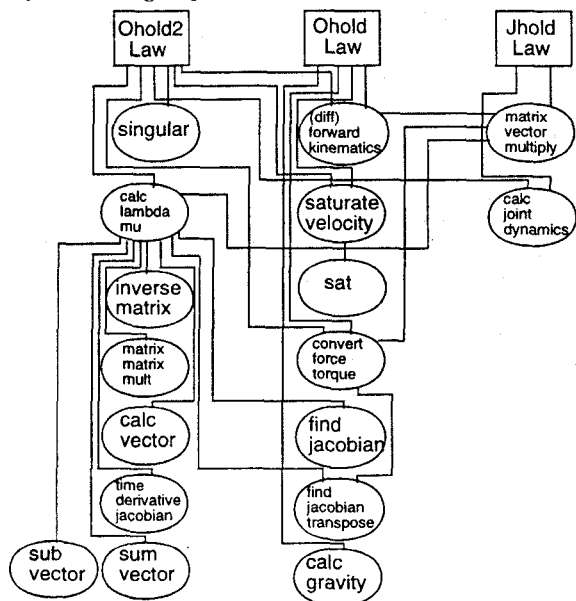 Ohold2
Law
Ohold
Law
Jhold
Law
singular
(diff)
forward
kinematics
matrix
vector
multiply
calc
lambda
mu
saturate
velocity
calc
joint
dynamics
inverse
matrix
sat
matrix
matrix
mult
convert
force
torque
calc
vector
find
jacobian
time
derivative
jacobian
find
jacobian
transpose
sub
vector
sum
vector
calc
gravity